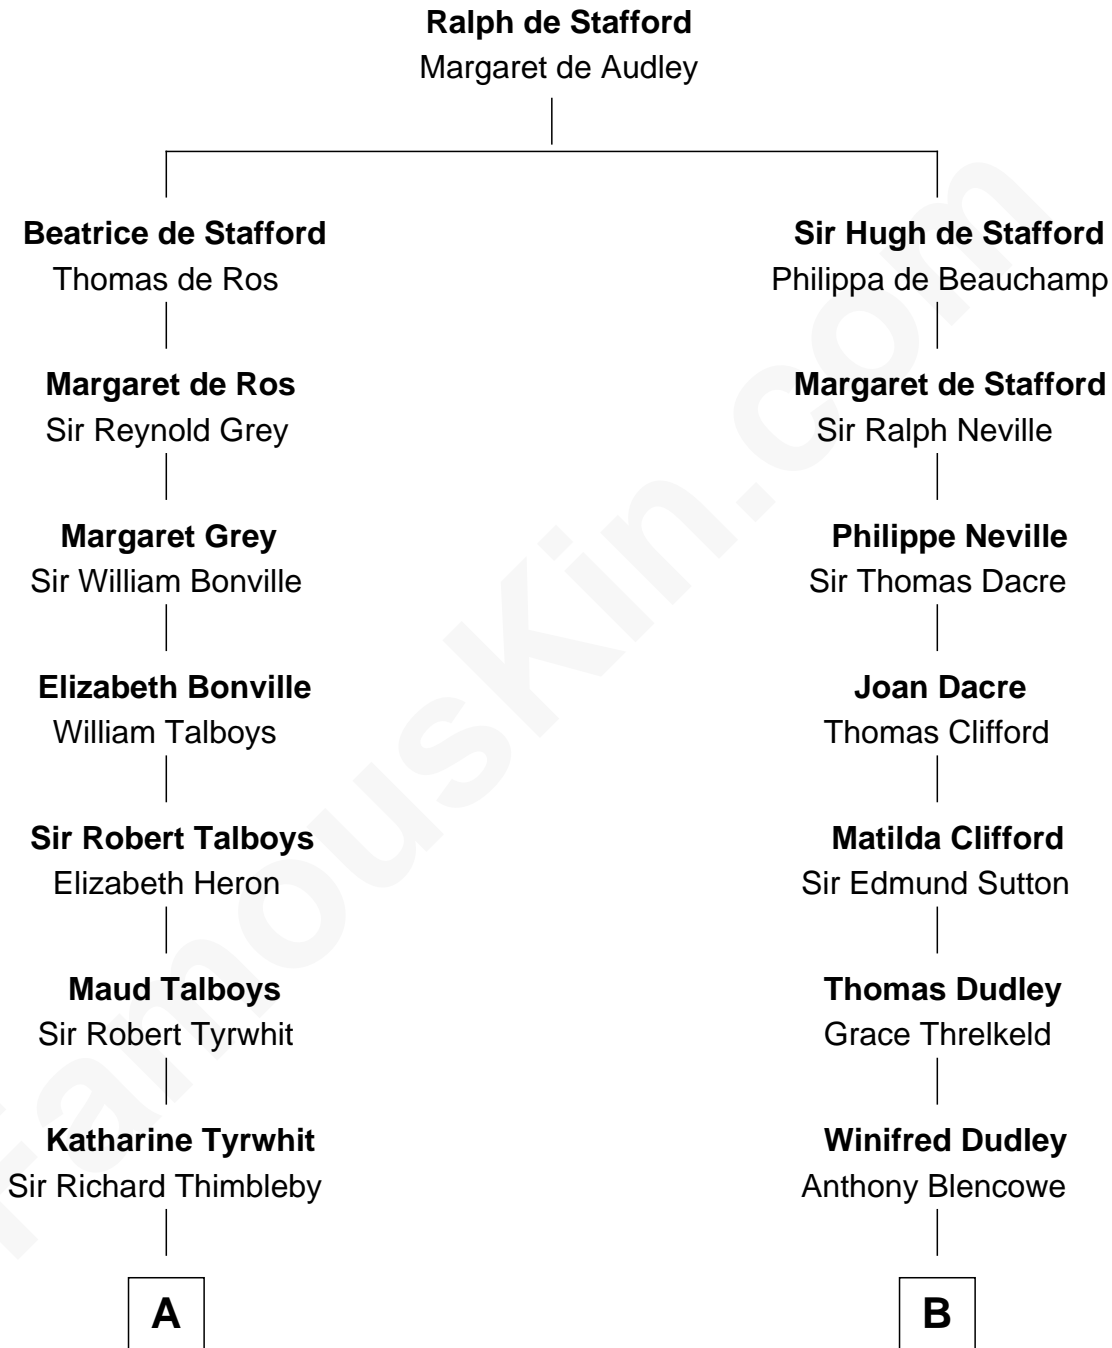 Ralph de Stafford
Margaret de Audley
Beatrice de Stafford
Thomas de Ros
Sir Hugh de Stafford
Philippa de Beauchamp
Margaret de Ros
Sir Reynold Grey
Margaret de Stafford
Sir Ralph Neville
Margaret Grey
Sir William Bonville
Philippe Neville
Sir Thomas Dacre
Elizabeth Bonville
William Talboys
Joan Dacre
Thomas Clifford
Sir Robert Talboys
Elizabeth Heron
Matilda Clifford
Sir Edmund Sutton
Maud Talboys
Sir Robert Tyrwhit
Thomas Dudley
Grace Threlkeld
Katharine Tyrwhit
Sir Richard Thimbleby
Winifred Dudley
Anthony Blencowe
A
B
FamousKin.com